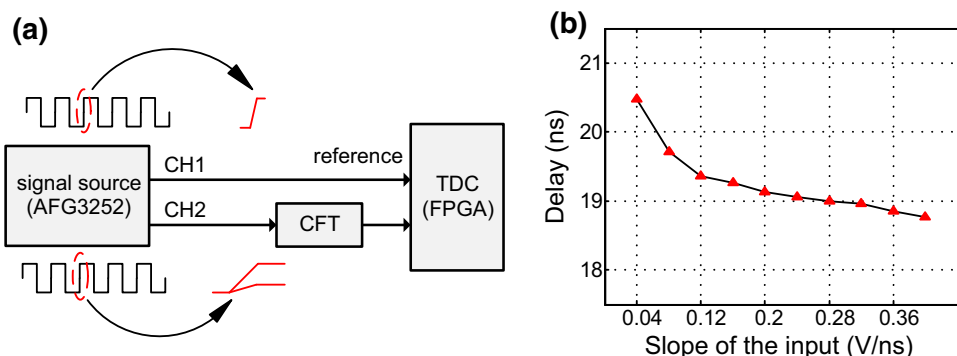 (a)
signal source
(AFG3252)
CH1
CH2
CFT
reference
TDC
(FPGA)
(b)
Delay (ns)
21
20
19
18
0.04
0.12
0.2
0.28
0.36
Slope of the input (V/ns)